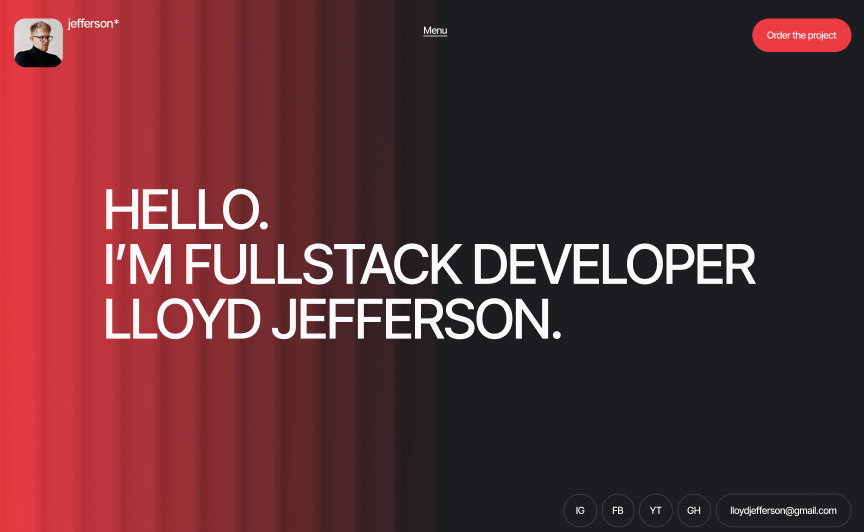 jefferson*
Menu
Order the project
HELLO.
I’M FULLSTACK DEVELOPER
LLOYD JEFFERSON.
IG
FB
YT
GH
lloydjefferson@gmail.com